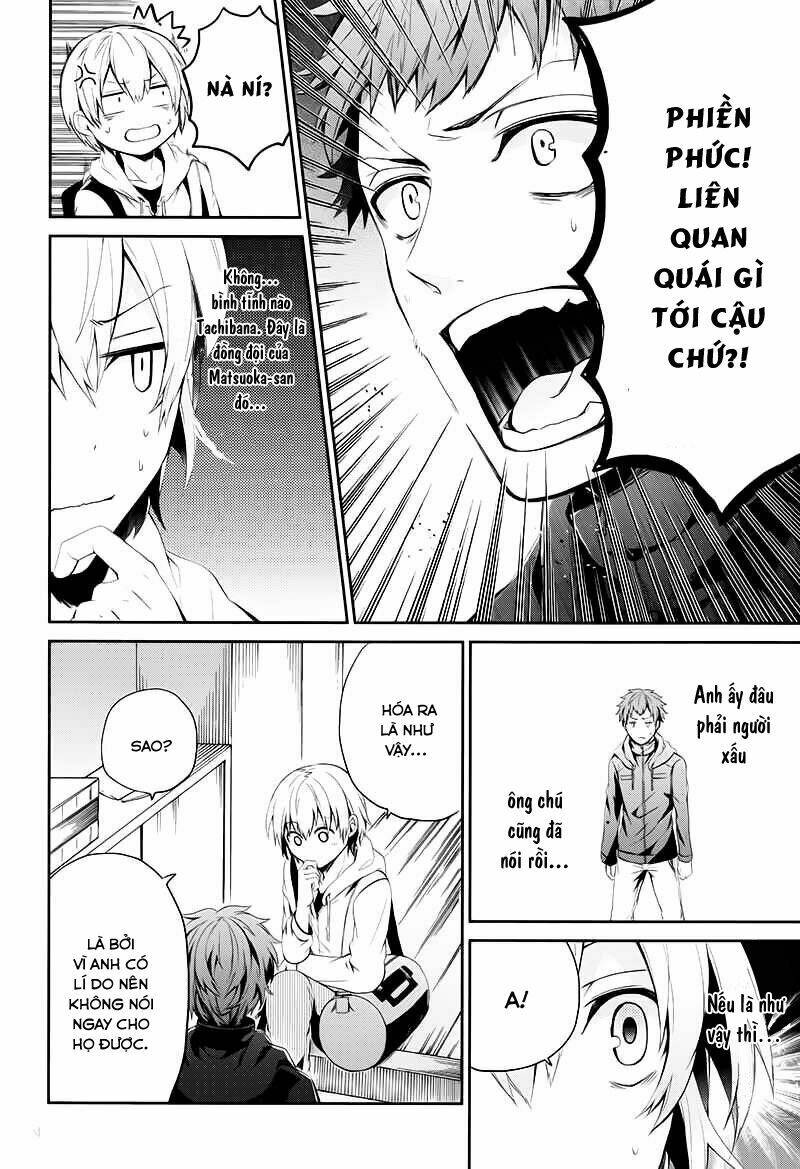 PHIỀN
PHỨC!
LIÊN
QUAN
QUÁI GÌ
TỚI CẬU
CHỨ?!
NÀ NÍ?
Không...
bình tĩnh nào
Tachibana. Đây là
đồng đội của
Matsuoka-san
đó...
Anh ấy đâu
phải người
xấu
ông chú
cũng đã
nói rồi...
Nếu là như
vậy thì...
A!
HÓA RA
LÀ NHƯ
VẬY...
SAO?
LÀ BỞI
VÌ ANH CÓ
LÍ DO NÊN
KHÔNG NÓI
NGAY CHO
HỌ ĐƯỢC.